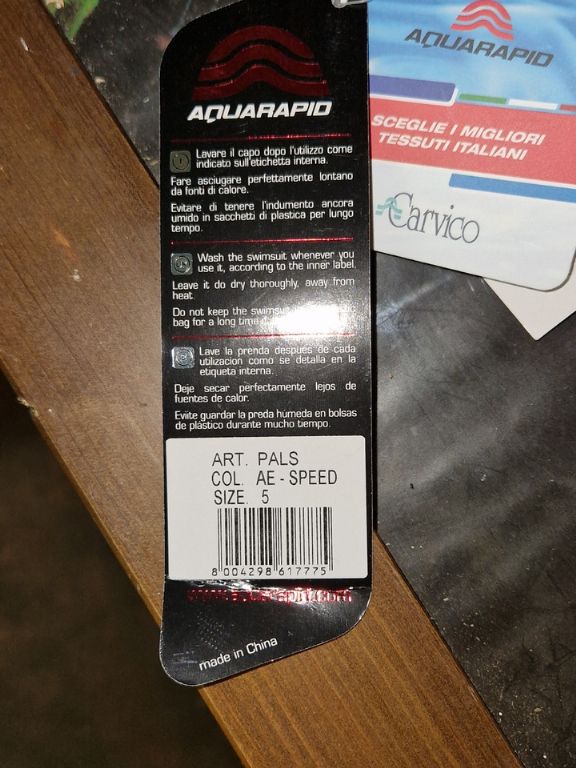 AQUARAPID
Lavare il capo dopo l'utilizzo come
indicato sull'etichetta interna.
Fare asciugare perfettamente lontano
da fonti di calore.
Evitare di tenere l'indumento ancora
umido in sacchetti di plastica per lungo
tempo.
Wash the swimsuit whenever you
use it, according to the inner label.
Leave it do dry thoroughly, away from
heat.
Do not keep the swimsuit
bag for a long time
Lave la prenda después de cada
utilizacion como se detalla en la
etiqueta interna.
Deje secar perfectamente lejos de
fuentes de calor.
Evite guardar la preda húmeda en bolsas
de plástico durante mucho tiempo.
ART. PALS
COL. AE - SPEED
SIZE. 5
8 004298 617775
www.aquarapid.com
made in China
AQUARAPID
SCEGLIE I MIGLIORI
TESSUTI ITALIANI
Carvico